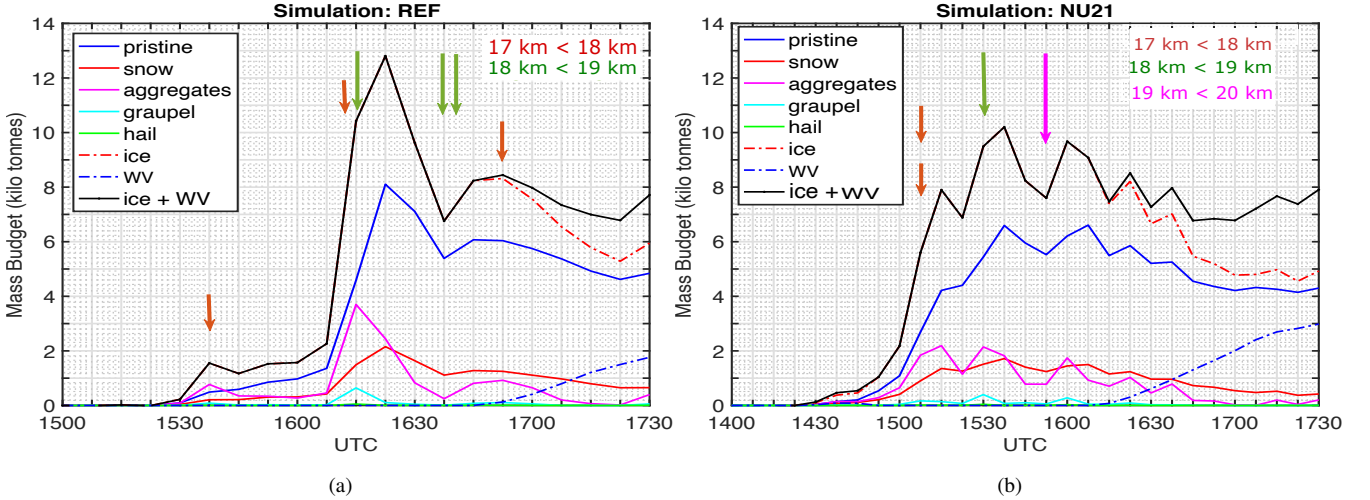 Simulation: REF
14
12
10
8
6
4
2
0
Mass Budget (kilo tonnes)
pristine
snow
aggregates
graupel
hail
ice
WV
ice + WV
17 km < 18 km
18 km < 19 km
1500
1530
1600
1630
1700
1730
UTC
(a)
Simulation: NU21
14
12
10
8
6
4
2
0
Mass Budget (kilo tonnes)
pristine
snow
aggregates
graupel
hail
ice
WV
ice + WV
17 km < 18 km
18 km < 19 km
19 km < 20 km
1400
1430
1500
1530
1600
1630
1700
1730
UTC
(b)